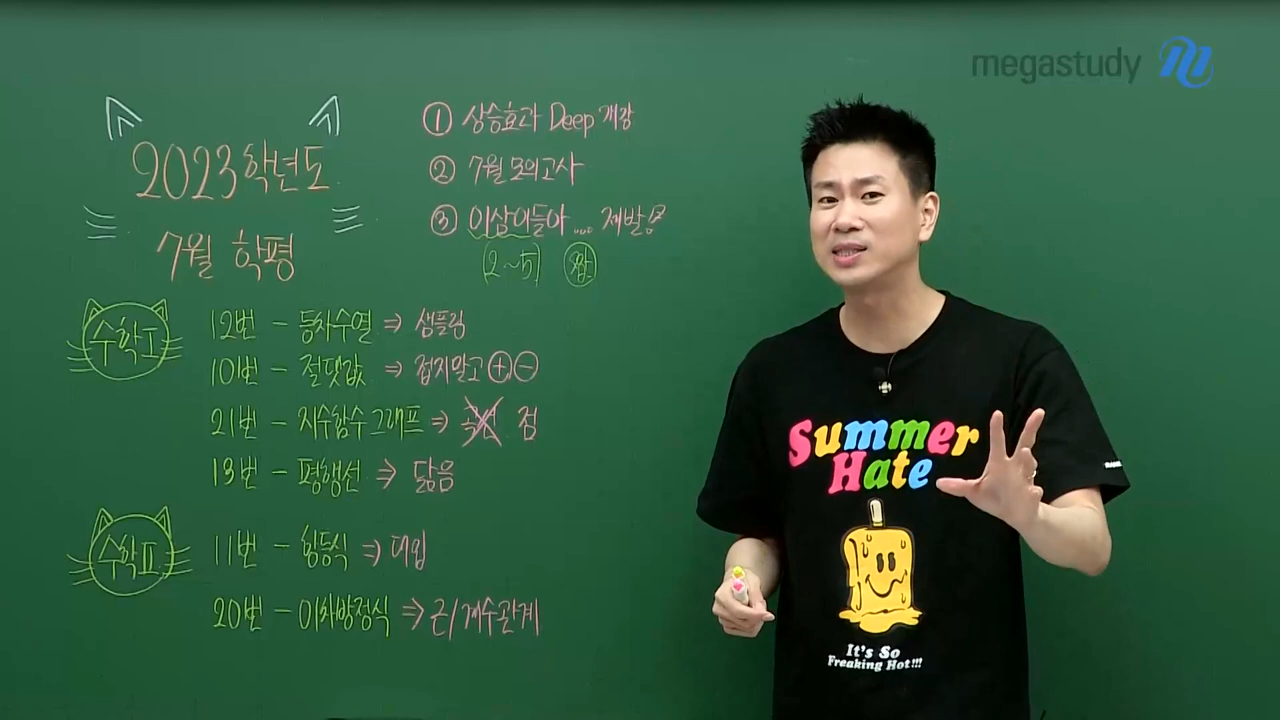 megastudy
2023학년도
7월 학평
① 상승효과 Deep 개강
② 7월 모의고사
③ 이삼이들아 ... 제발
(2~5) 짱
수학I
12번 - 등차수열 ⇒ 샘플링
10번 - 절댓값 ⇒ 접지말고 ⊕⊖
21번 - 지수함수 그래프 ⇒ 점
13번 - 평행선 ⇒ 닮음
수학II
11번 - 항등식 ⇒ 대입
20번 - 이차방정식 ⇒ 근/계수관계
Summer
Hate
It's So
Freaking Hot!!!